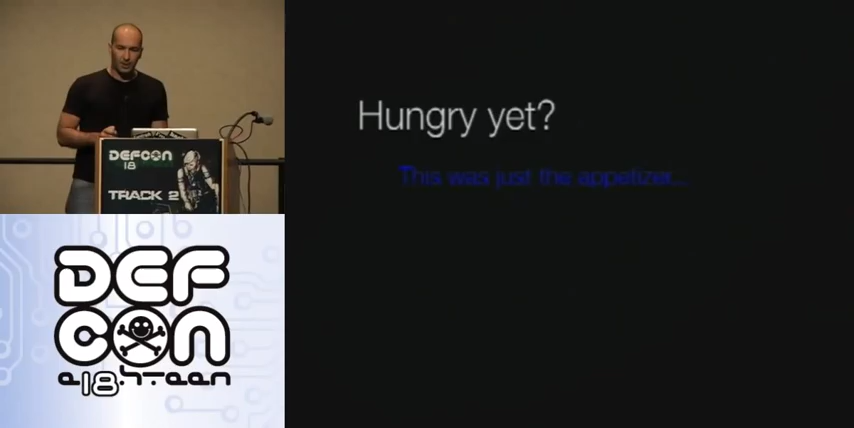 DEFCON
18
TRACK 2
DEF
CON
e18hteen
Hungry yet?
This was just the appetizer...